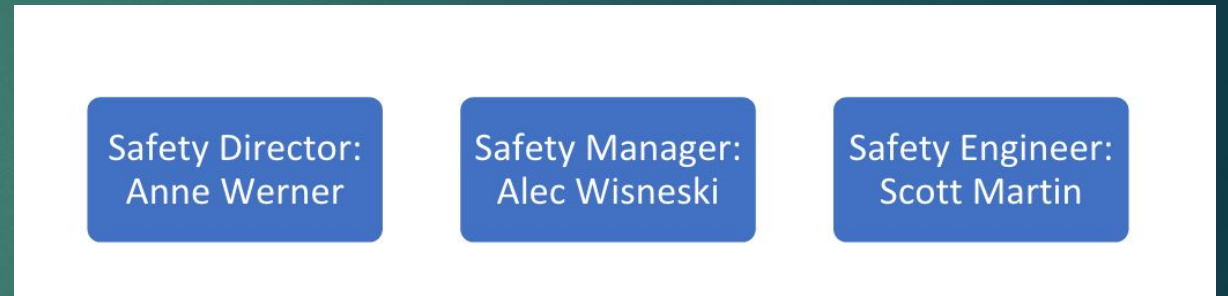 Safety Director:
Anne Werner
Safety Manager:
Alec Wisneski
Safety Engineer:
Scott Martin